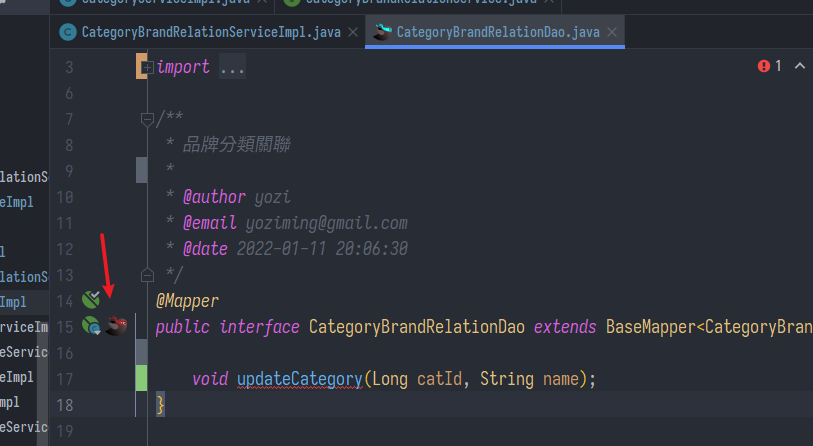 CategoryServiceImpl.java
CategoryBrandRelationService.java
CategoryBrandRelationServiceImpl.java
CategoryBrandRelationDao.java
3 import ...
1
6
7 /**
8 * 品牌分類關聯
9 *
10 * @author yozi
11 * @email yoziming@gmail.com
12 * @date 2022-01-11 20:06:30
13 */
14 @Mapper
15 public interface CategoryBrandRelationDao extends BaseMapper<CategoryBran
16
17 void updateCategory(Long catId, String name);
18 }
19
elationSe
eImpl
l
elationSe
Impl
rviceIm
eServic
eImpl
mpl
eServic